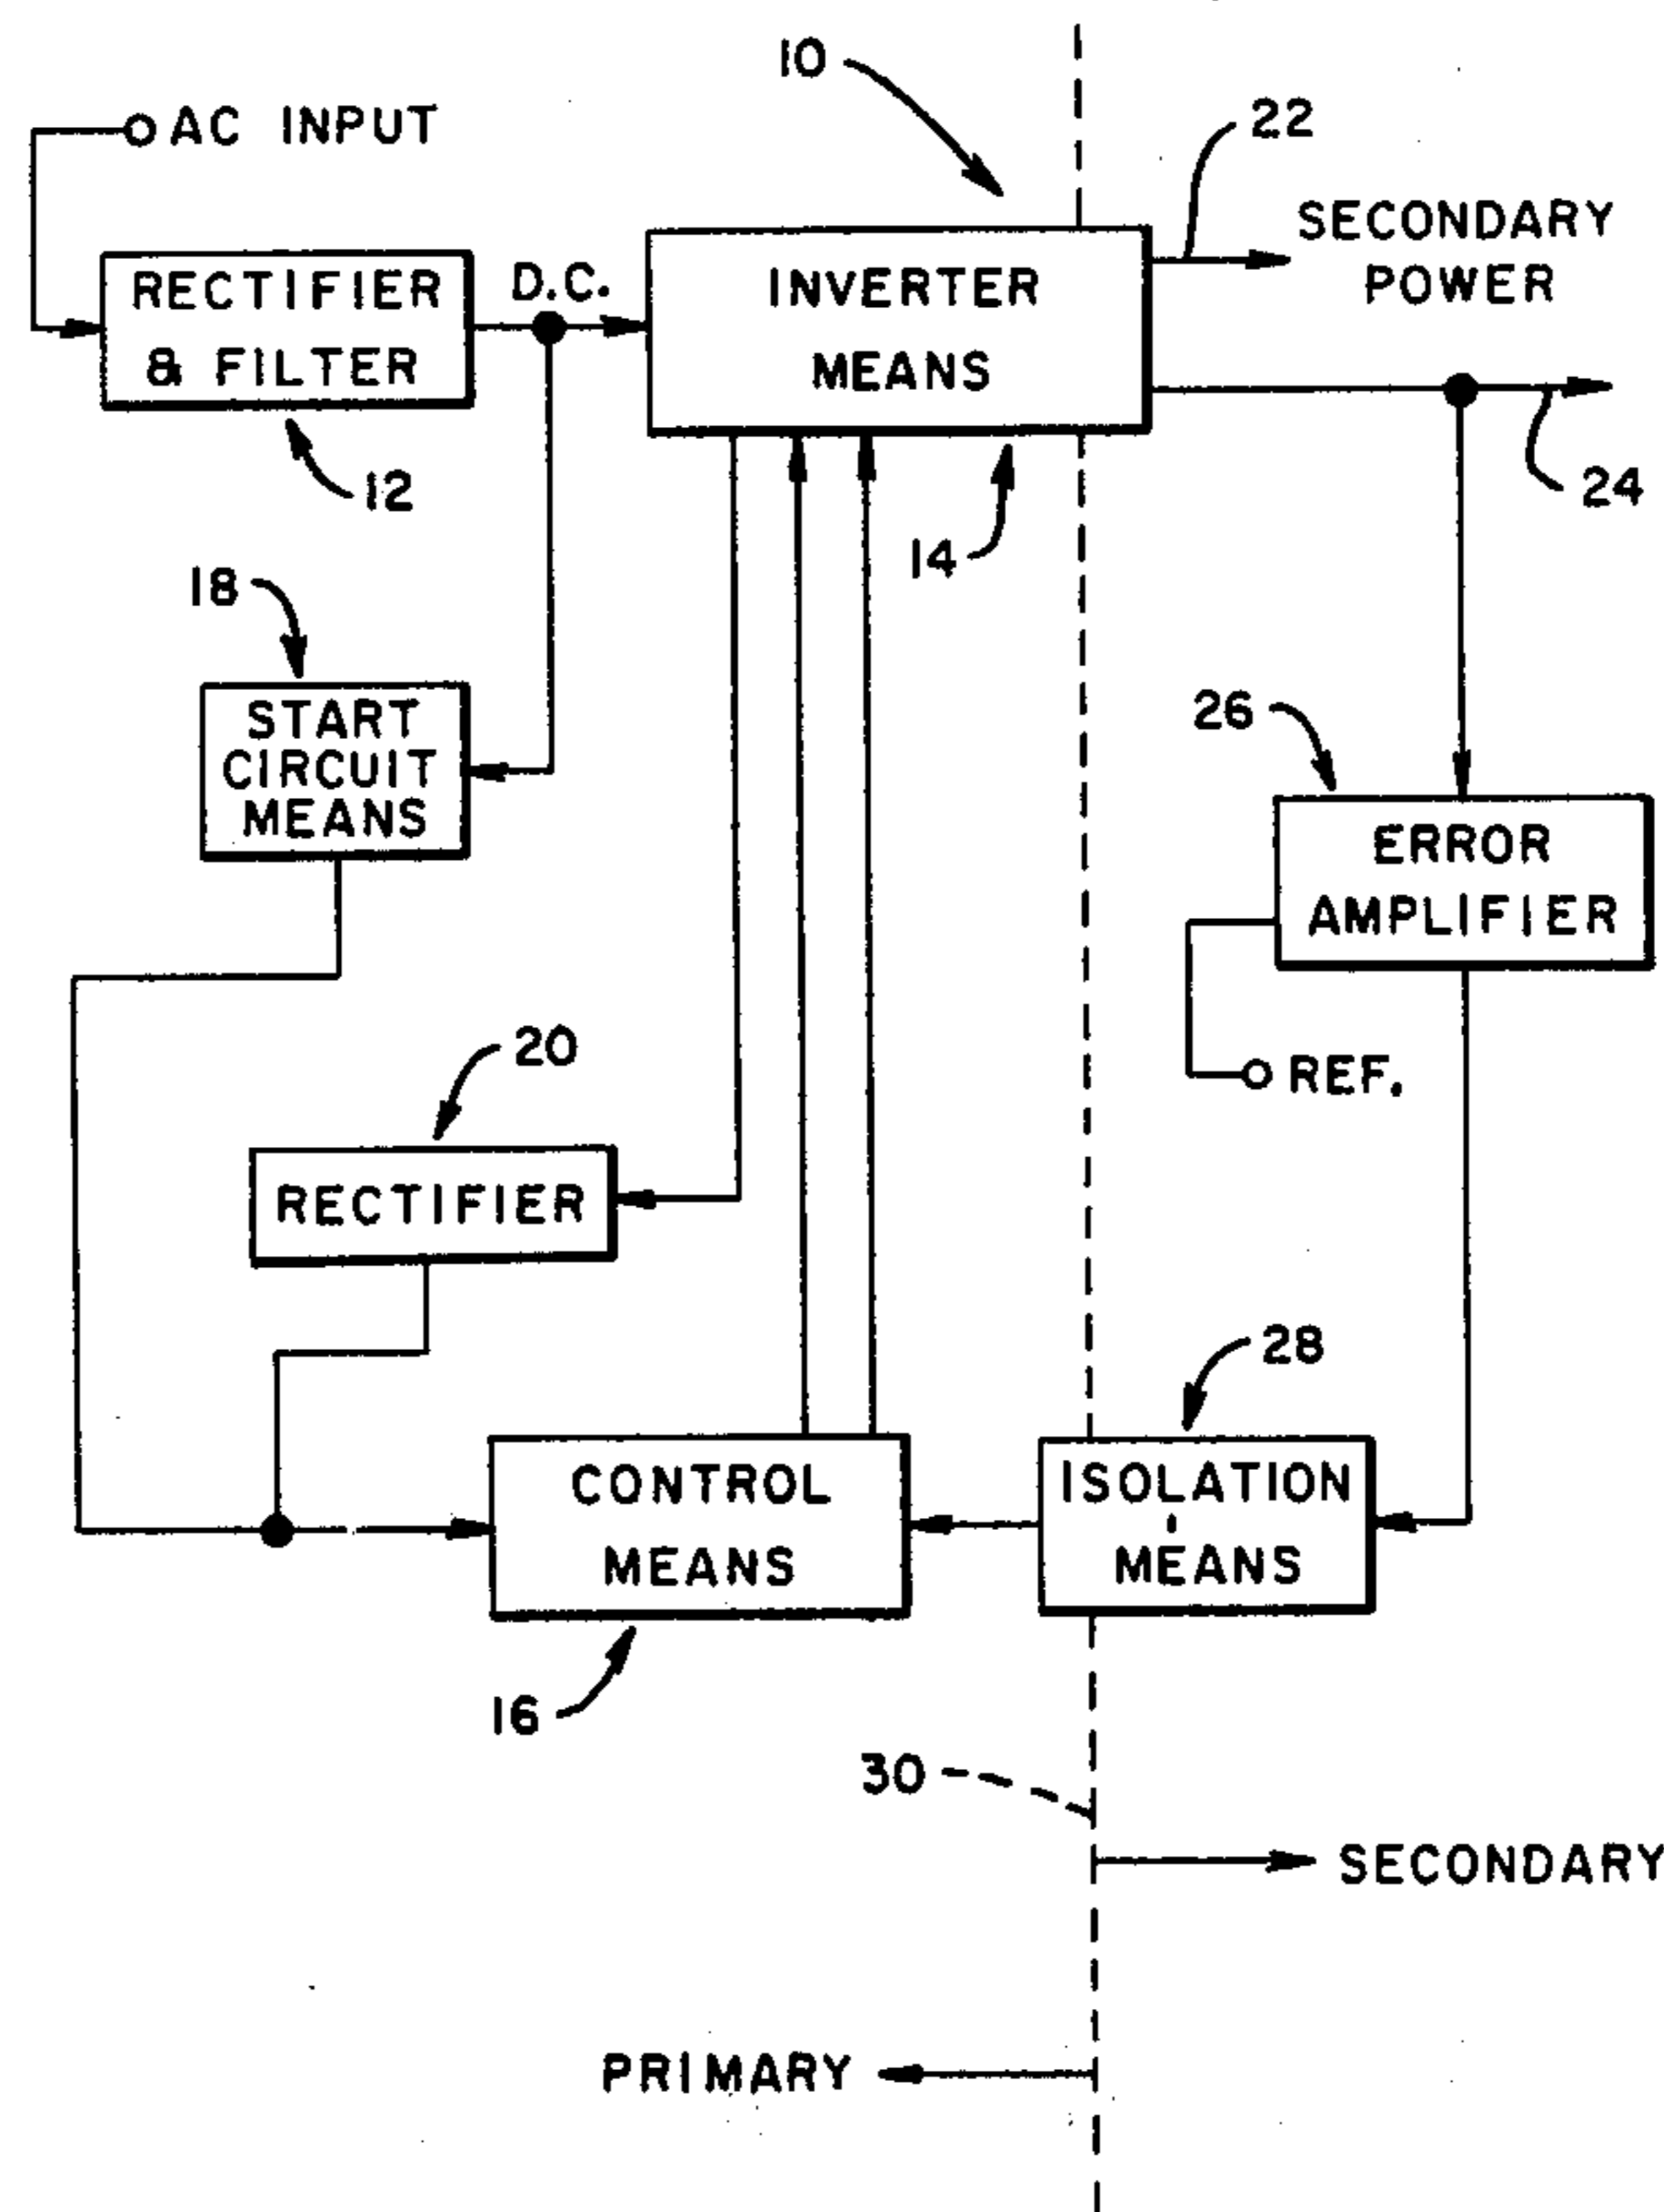 10
AC INPUT
22
SECONDARY
POWER
RECTIFIER
& FILTER
D.C.
INVERTER
MEANS
12
14
24
18
START
CIRCUIT
MEANS
26
ERROR
AMPLIFIER
20
REF.
RECTIFIER
28
CONTROL
MEANS
ISOLATION
MEANS
16
30
SECONDARY
PRIMARY